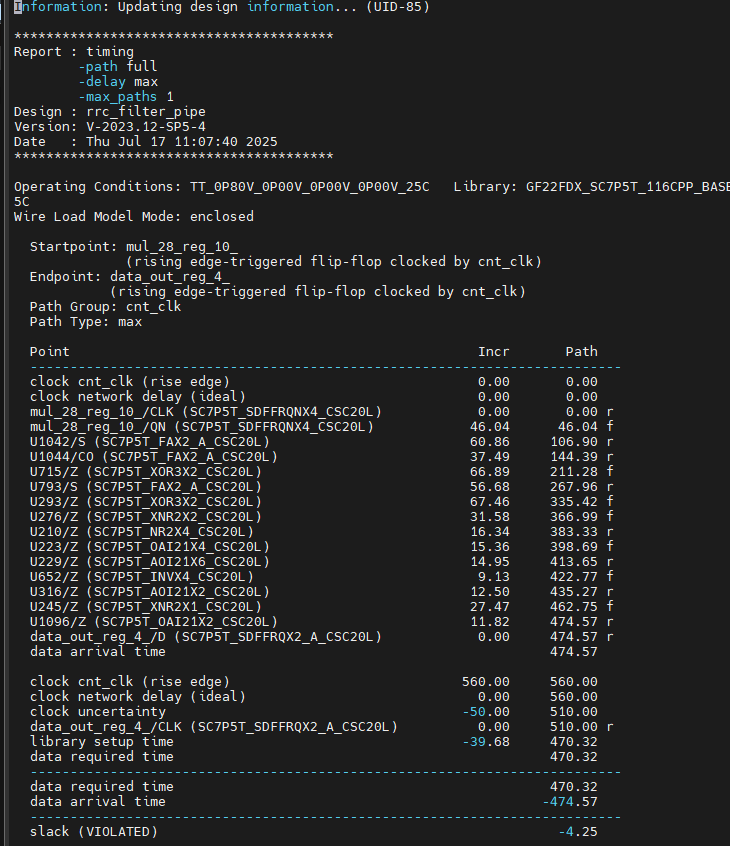 Information: Updating design information... (UID-85)
****************************************
Report : timing
-path full
-delay max
-max_paths 1
Design : rrc_filter_pipe
Version: V-2023.12-SP5-4
Date   : Thu Jul 17 11:07:40 2025
****************************************
Operating Conditions: TT_0P80V_0P00V_0P00V_0P00V_25C   Library: GF22FDX_SC7P5T_116CPP_BASE
5C
Wire Load Model Mode: enclosed
Startpoint: mul_28_reg_10_
(rising edge-triggered flip-flop clocked by cnt_clk)
Endpoint: data_out_reg_4_
(rising edge-triggered flip-flop clocked by cnt_clk)
Path Group: cnt_clk
Path Type: max
Point Incr Path
--------------------------------------------------------------------------
clock cnt_clk (rise edge) 0.00 0.00
clock network delay (ideal) 0.00 0.00
mul_28_reg_10_/CLK (SC7P5T_SDFFRQNX4_CSC20L) 0.00 0.00 r
mul_28_reg_10_/QN (SC7P5T_SDFFRQNX4_CSC20L) 46.04 46.04 f
U1042/S (SC7P5T_FAX2_A_CSC20L) 60.86 106.90 r
U1044/CO (SC7P5T_FAX2_A_CSC20L) 37.49 144.39 r
U715/Z (SC7P5T_XOR3X2_CSC20L) 66.89 211.28 f
U793/S (SC7P5T_FAX2_A_CSC20L) 56.68 267.96 r
U293/Z (SC7P5T_XOR3X2_CSC20L) 67.46 335.42 f
U276/Z (SC7P5T_XNR2X2_CSC20L) 31.58 366.99 f
U210/Z (SC7P5T_NR2X4_CSC20L) 16.34 383.33 r
U223/Z (SC7P5T_OAI21X4_CSC20L) 15.36 398.69 f
U229/Z (SC7P5T_AOI21X6_CSC20L) 14.95 413.65 r
U652/Z (SC7P5T_INVX4_CSC20L) 9.13 422.77 f
U316/Z (SC7P5T_AOI21X2_CSC20L) 12.50 435.27 r
U245/Z (SC7P5T_XNR2X1_CSC20L) 27.47 462.75 f
U1096/Z (SC7P5T_OAI21X2_CSC20L) 11.82 474.57 r
data_out_reg_4_/D (SC7P5T_SDFFRQX2_A_CSC20L) 0.00 474.57 r
data arrival time 474.57
clock cnt_clk (rise edge) 560.00 560.00
clock network delay (ideal) 0.00 560.00
clock uncertainty -50.00 510.00
data_out_reg_4_/CLK (SC7P5T_SDFFRQX2_A_CSC20L) 0.00 510.00 r
library setup time -39.68 470.32
data required time 470.32
--------------------------------------------------------------------------
data required time 470.32
data arrival time -474.57
--------------------------------------------------------------------------
slack (VIOLATED) -4.25